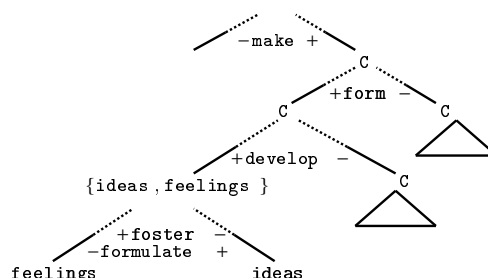 −make +
C
+form −
C C
+develop −
{ideas , feelings } C
+foster −
−formulate +
feelings ideas